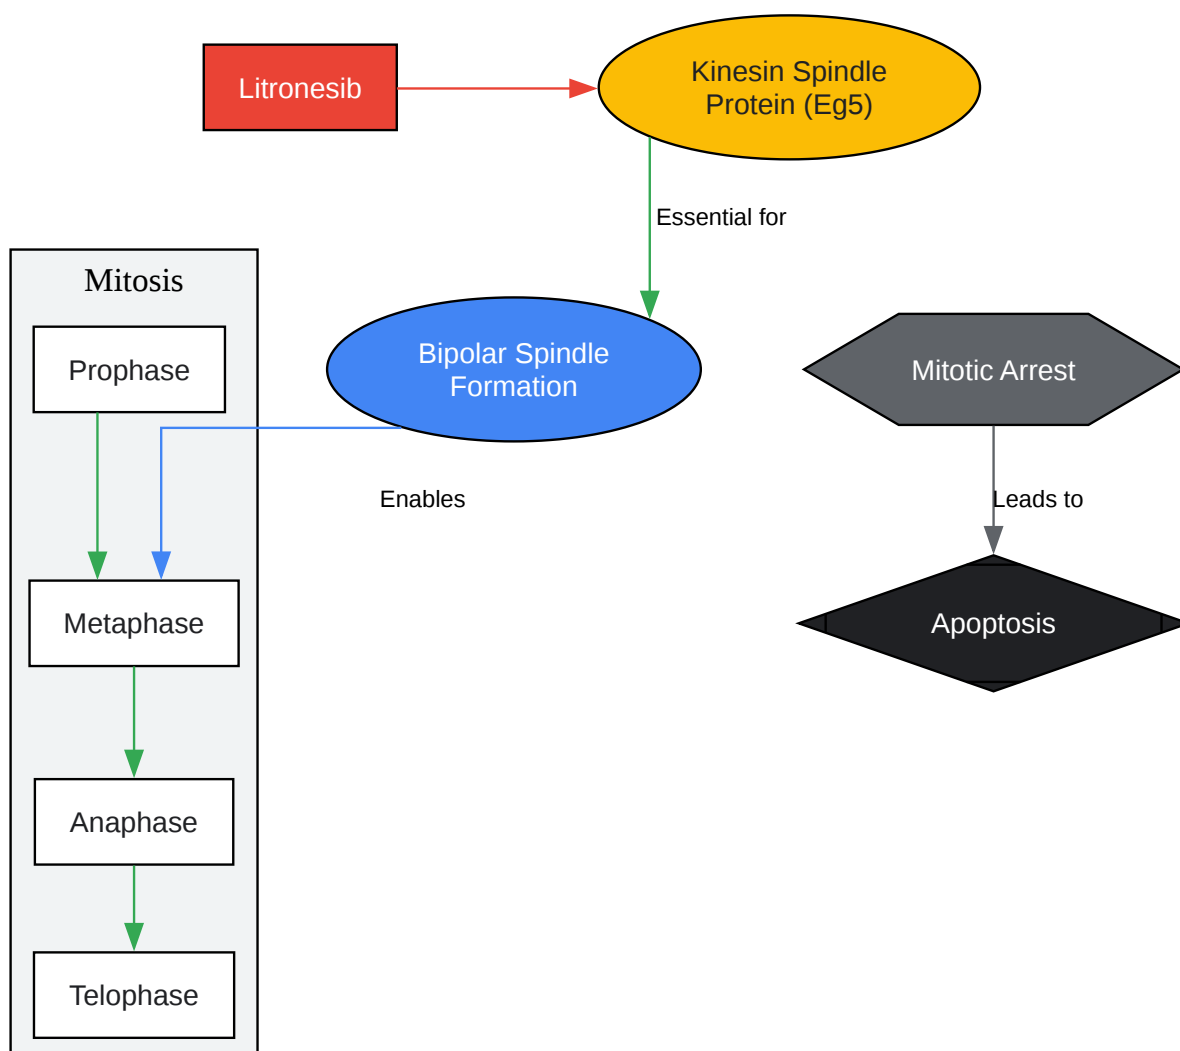 Litronesib
Kinesin Spindle
Protein (Eg5)
Essential for
Mitosis
Prophase
Bipolar Spindle
Formation
Mitotic Arrest
Enables
Leads to
Metaphase
Apoptosis
Anaphase
Telophase